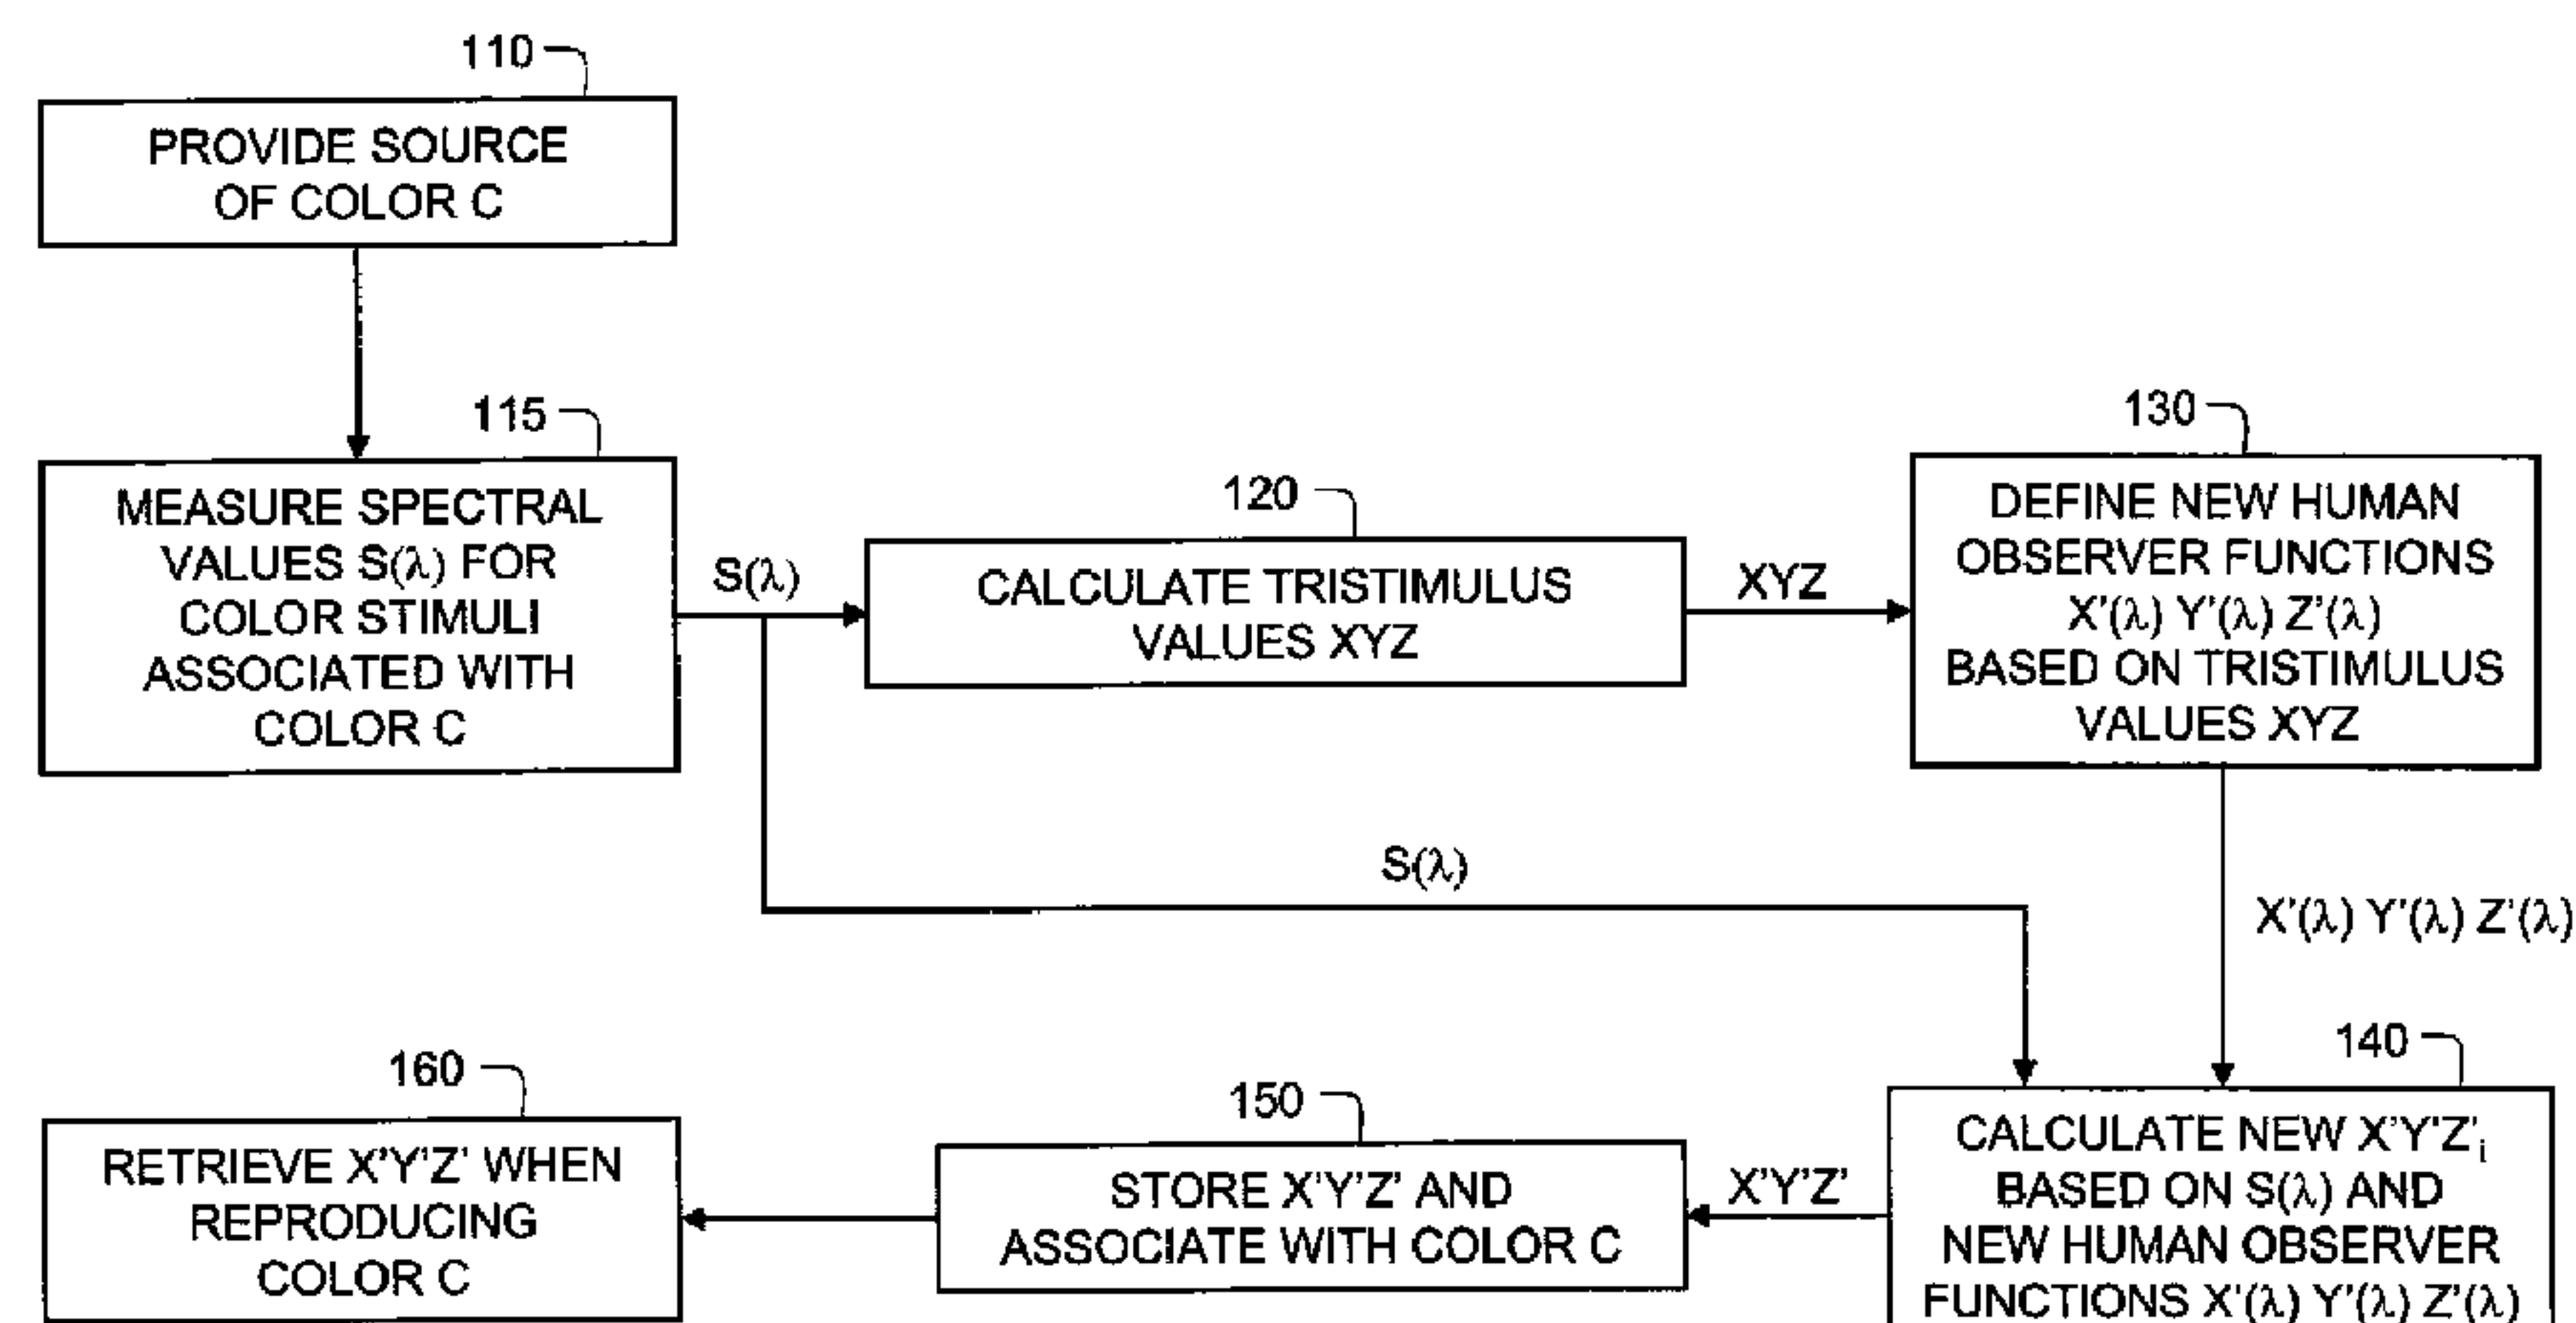 110
PROVIDE SOURCE
OF COLOR C
115
MEASURE SPECTRAL
VALUES S(λ) FOR
COLOR STIMULI
ASSOCIATED WITH
COLOR C
S(λ)
120
CALCULATE TRISTIMULUS
VALUES XYZ
XYZ
130
DEFINE NEW HUMAN
OBSERVER FUNCTIONS
X'(λ) Y'(λ) Z'(λ)
BASED ON TRISTIMULUS
VALUES XYZ
S(λ)
X'(λ) Y'(λ) Z'(λ)
140
CALCULATE NEW X'Y'Z'i
BASED ON S(λ) AND
NEW HUMAN OBSERVER
FUNCTIONS X'(λ) Y'(λ) Z'(λ)
X'Y'Z'
150
STORE X'Y'Z' AND
ASSOCIATE WITH COLOR C
160
RETRIEVE X'Y'Z' WHEN
REPRODUCING
COLOR C